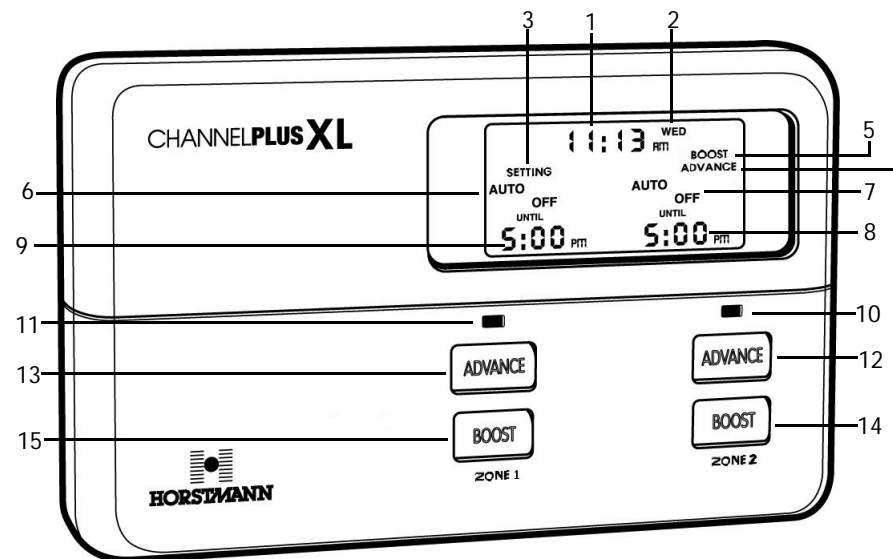 3 1 2
CHANNELPLUS XL
11:13 AM WED
5
BOOST
ADVANCE
SETTING
6 AUTO AUTO 7
OFF OFF
UNTIL UNTIL
9 5:00 PM 5:00 PM 8
11 10
13 ADVANCE ADVANCE 12
15 BOOST BOOST 14
ZONE 1 ZONE 2
HORSTMANN